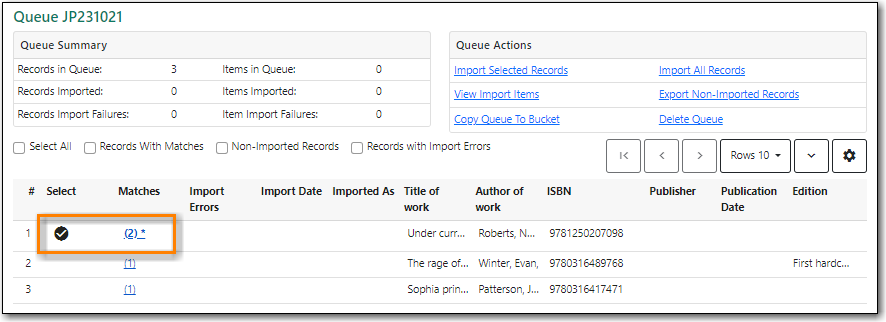 Queue JP231021
Queue Summary
Records in Queue: 3 Items in Queue: 0
Records Imported: 0 Items Imported: 0
Records Import Failures: 0 Item Import Failures: 0
Queue Actions
Import Selected Records Import All Records
View Import Items Export Non-Imported Records
Copy Queue To Bucket Delete Queue
Select All Records With Matches Non-Imported Records Records with Import Errors
Rows 10
# Select Matches Import Errors Import Date Imported As Title of work Author of work ISBN Publisher Publication Date Edition
1 (2) * Under curr... Roberts, N... 9781250207098
2 (1) The rage of... Winter, Evan, 9780316489768 First hardc...
3 (1) Sophia prin... Patterson, J... 9780316417471